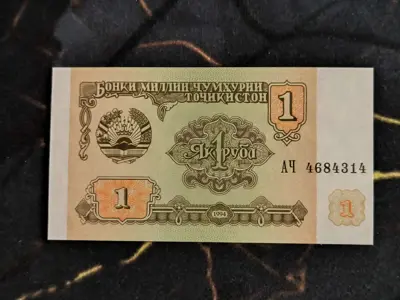 Бонки миллии Ҷумҳурии
Тоҷикистон
1
1
Як рубл
АЧ 4684314
1
1994
1